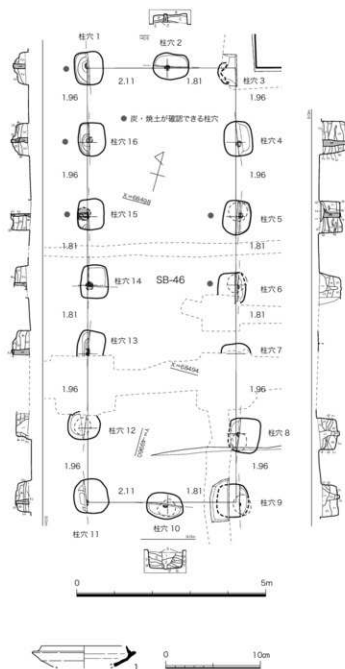 柱穴 1
柱穴 2
2.11
1.81
柱穴 3
1.96
1.96
● 炭・焼土が確認できる柱穴
柱穴 16
柱穴 4
1.96
1.96
X=68498
柱穴 15
柱穴 5
1.81
1.81
柱穴 14
SB-46
柱穴 6
1.81
1.81
柱穴 13
柱穴 7
X=68494
1.96
1.96
柱穴 12
柱穴 8
1.96
1.96
2.11
1.81
柱穴 9
柱穴 11
柱穴 10
0
5m
1
0
10cm